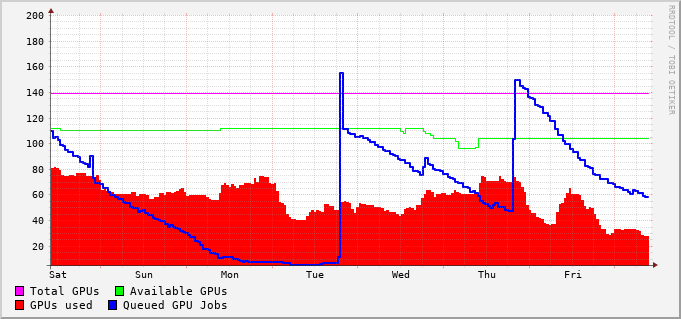 200
180
160
140
120
100
80
60
40
20
Sat Sun Mon Tue Wed Thu Fri
Total GPUs Available GPUs
GPUs used Queued GPU Jobs
RRDTOOL / TOBI OETIKER